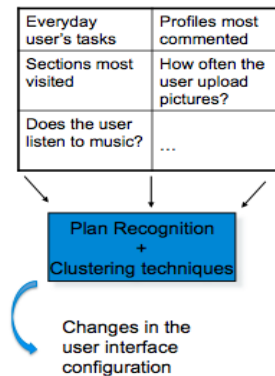 Everyday
user's tasks
Profiles most
commented
Sections most
visited
How often the
user upload
pictures?
Does the user
listen to music?
...
Plan Recognition
+
Clustering techniques
Changes in the
user interface
configuration